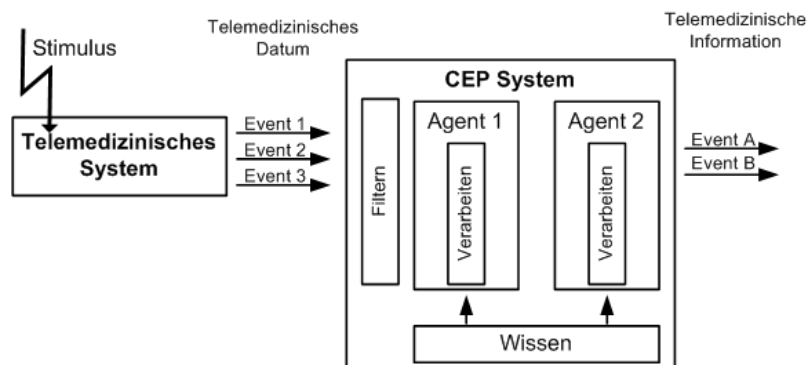 Stimulus
Telemedizinisches
System
Telemedizinisches
Datum
Event 1
Event 2
Event 3
CEP System
Filtern
Agent 1
Verarbeiten
Agent 2
Verarbeiten
Wissen
Telemedizinische
Information
Event A
Event B